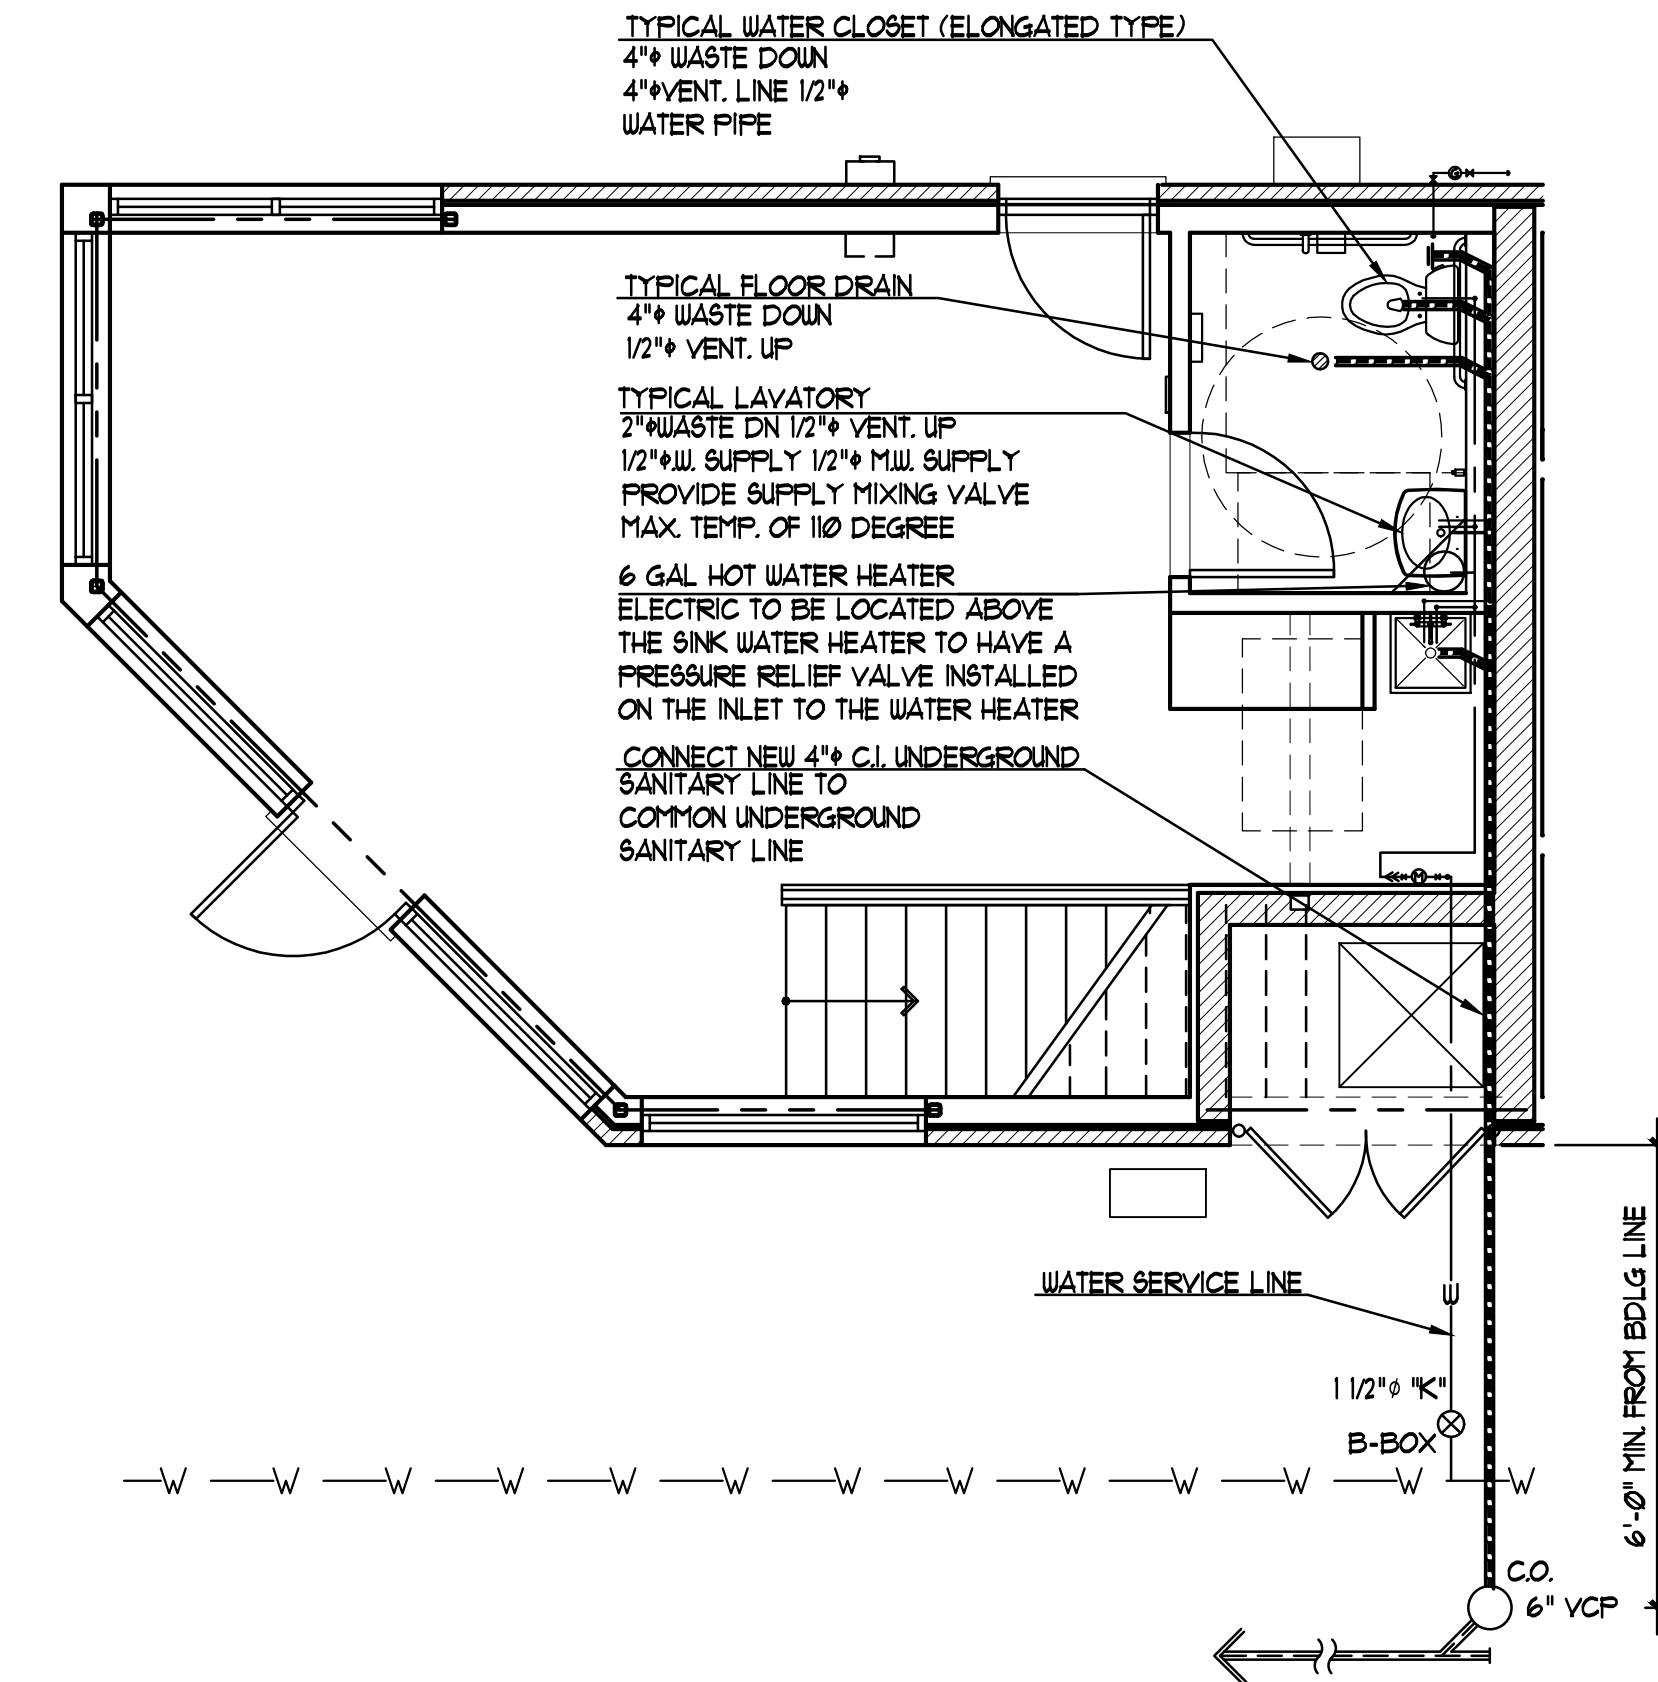 TYPICAL WATER CLOSET (ELONGATED TYPE)
4"φ WASTE DOWN
4"φVENT. LINE 1/2"φ
WATER PIPE
G
TYPICAL FLOOR DRAIN
4"φ WASTE DOWN
1/2"φ VENT. UP
TYPICAL LAVATORY
2"φWASTE DN 1/2"φ VENT. UP
1/2"φ.W. SUPPLY 1/2"φ M.W. SUPPLY
PROVIDE SUPPLY MIXING VALVE
MAX. TEMP. OF 110 DEGREE
6 GAL HOT WATER HEATER
ELECTRIC TO BE LOCATED ABOVE
THE SINK WATER HEATER TO HAVE A
PRESSURE RELIEF VALVE INSTALLED
ON THE INLET TO THE WATER HEATER
CONNECT NEW 4"φ C.I. UNDERGROUND
SANITARY LINE TO
COMMON UNDERGROUND
SANITARY LINE
M
WATER SERVICE LINE
W
1 1/2"φ "K"
B-BOX
W W W W W W W W W W W W W
6'-0" MIN. FROM BDLG LINE
C.O.
6" VCP